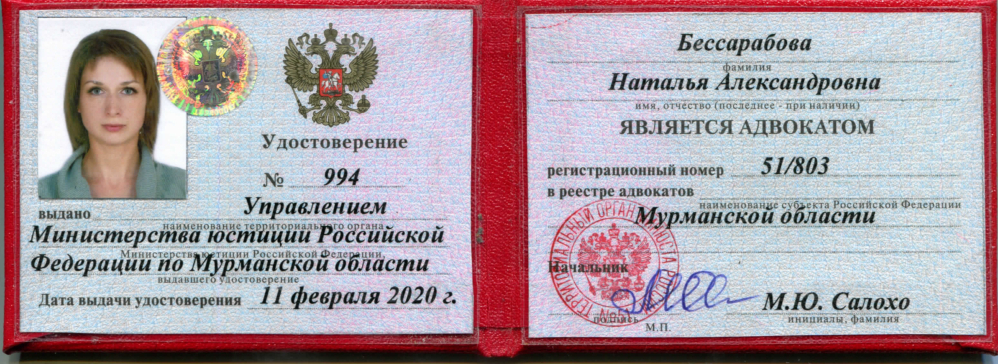 Удостоверение
№ 994
выдано Управлением
наименование территориального органа
Министерства юстиции Российской
Министерства юстиции Российской Федерации,
Федерации по Мурманской области
выдавшего удостоверение
Дата выдачи удостоверения 11 февраля 2020 г.
Бессарабова
фамилия
Наталья Александровна
имя, отчество (последнее - при наличии)
ЯВЛЯЕТСЯ АДВОКАТОМ
регистрационный номер 51/803
в реестре адвокатов
наименование субъекта Российской Федерации
Мурманской области
Начальник
М.Ю. Салохо
подпись
инициалы, фамилия
М.П.